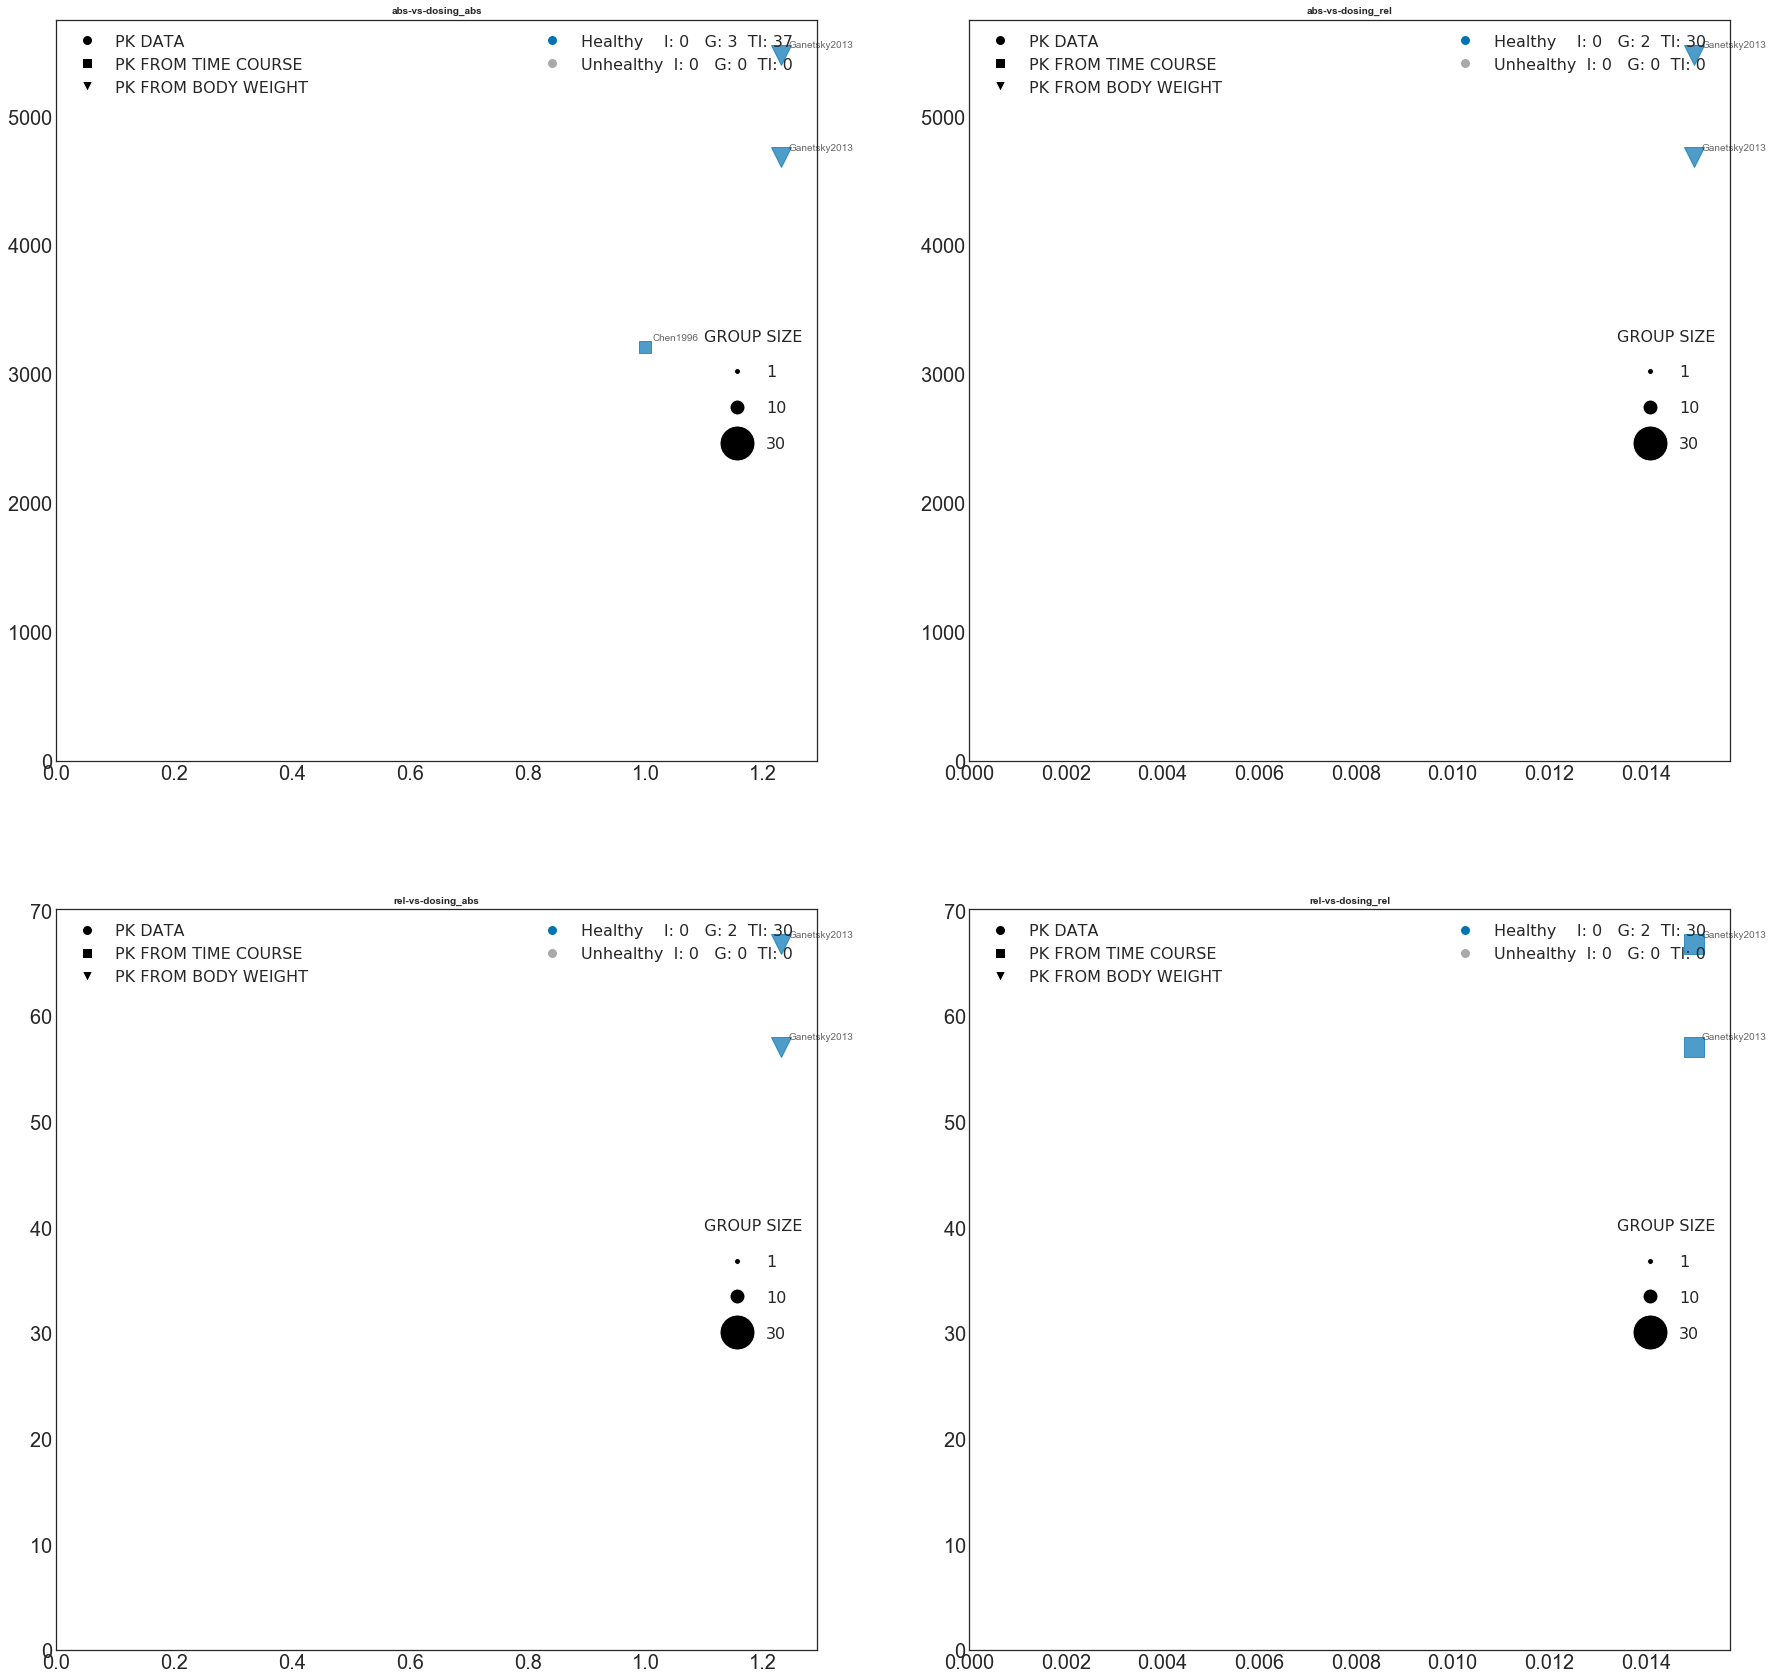 abs-vs-dosing_abs
PK DATA
PK FROM TIME COURSE
PK FROM BODY WEIGHT
Healthy I: 0 G: 3 TI: 37
Unhealthy I: 0 G: 0 TI: 0
Ganetsky2013
Ganetsky2013
Chen1996
GROUP SIZE
1
10
30
5000
4000
3000
2000
1000
0
0.0 0.2 0.4 0.6 0.8 1.0 1.2
abs-vs-dosing_rel
PK DATA
PK FROM TIME COURSE
PK FROM BODY WEIGHT
Healthy I: 0 G: 2 TI: 30
Unhealthy I: 0 G: 0 TI: 0
Ganetsky2013
Ganetsky2013
GROUP SIZE
1
10
30
5000
4000
3000
2000
1000
0
0.000 0.002 0.004 0.006 0.008 0.010 0.012 0.014
rel-vs-dosing_abs
PK DATA
PK FROM TIME COURSE
PK FROM BODY WEIGHT
Healthy I: 0 G: 2 TI: 30
Unhealthy I: 0 G: 0 TI: 0
Ganetsky2013
Ganetsky2013
GROUP SIZE
1
10
30
70
60
50
40
30
20
10
0
0.0 0.2 0.4 0.6 0.8 1.0 1.2
rel-vs-dosing_rel
PK DATA
PK FROM TIME COURSE
PK FROM BODY WEIGHT
Healthy I: 0 G: 2 TI: 30
Unhealthy I: 0 G: 0 TI: 0
Ganetsky2013
Ganetsky2013
GROUP SIZE
1
10
30
70
60
50
40
30
20
10
0
0.000 0.002 0.004 0.006 0.008 0.010 0.012 0.014